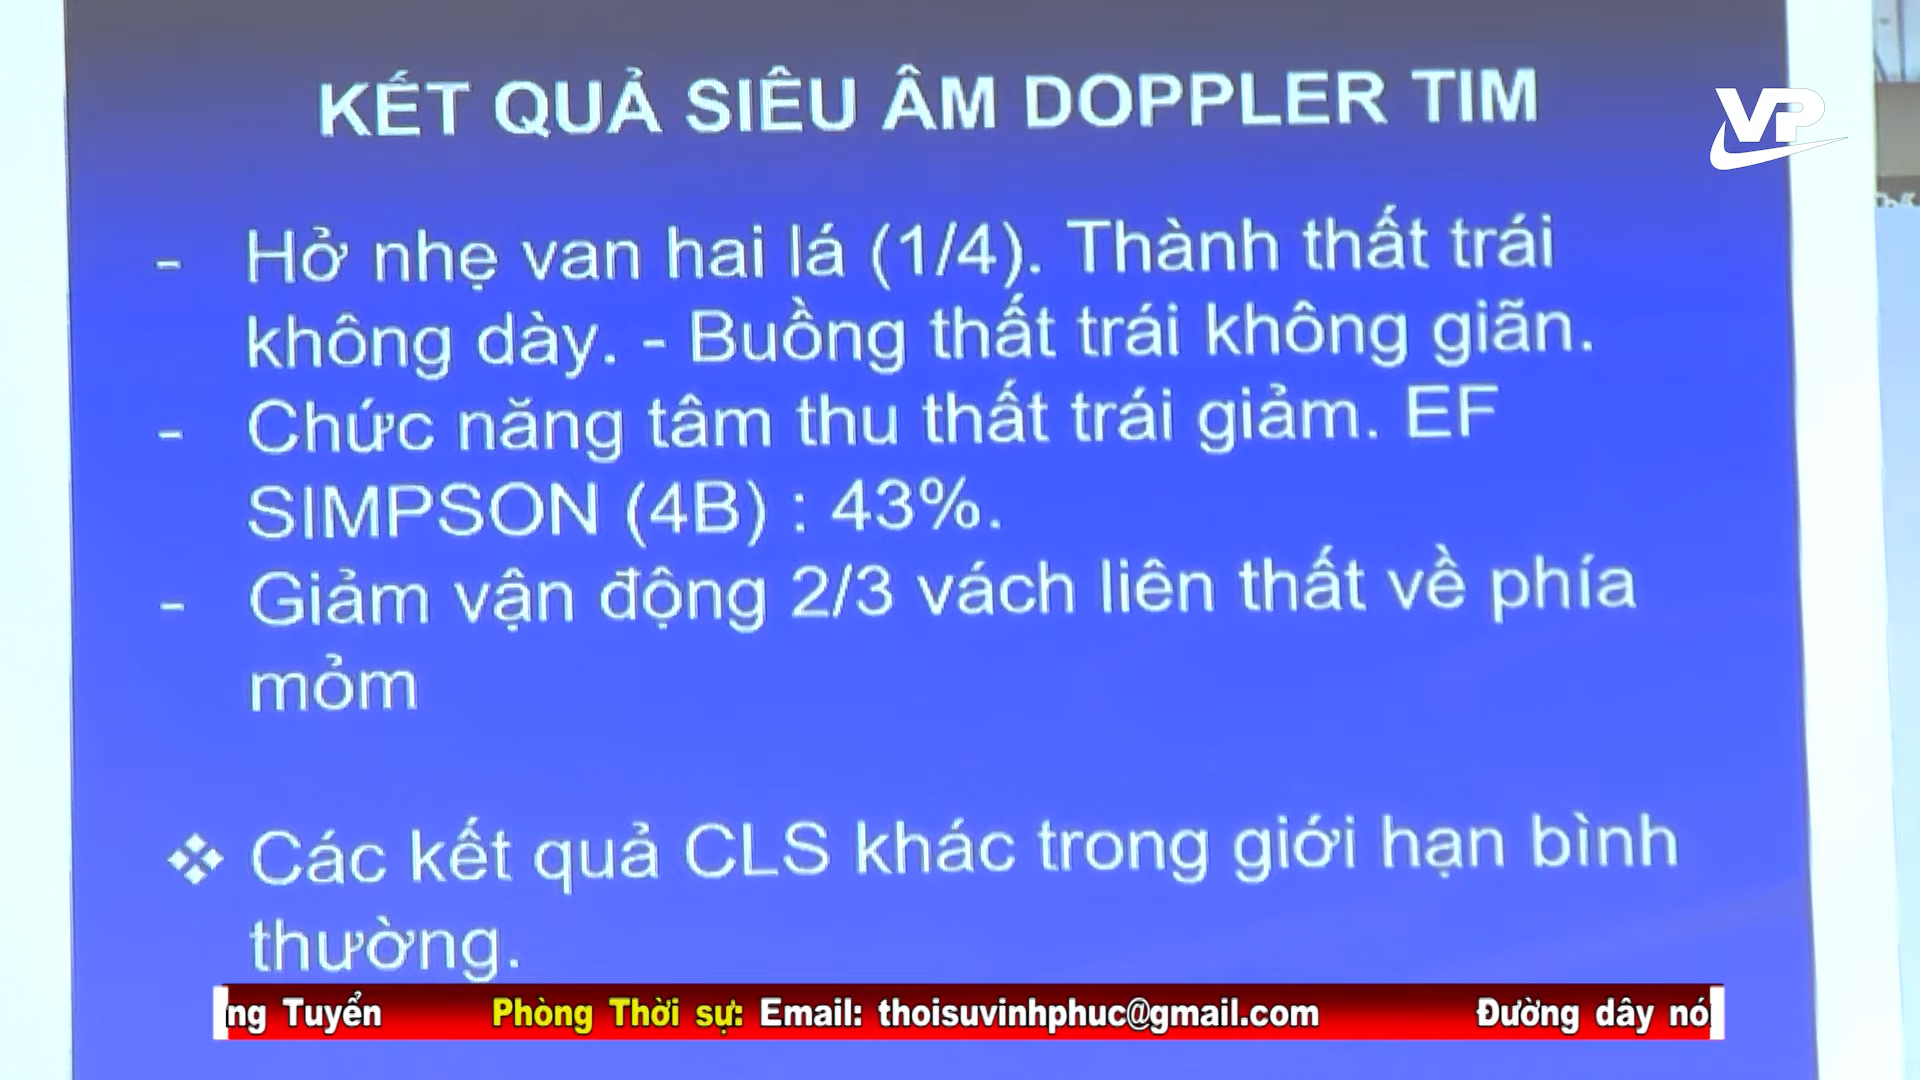 KẾT QUẢ SIÊU ÂM DOPPLER TIM
VP
- Hở nhẹ van hai lá (1/4). Thành thất trái
không dày. - Buồng thất trái không giãn.
- Chức năng tâm thu thất trái giảm. EF
SIMPSON (4B) : 43%.
- Giảm vận động 2/3 vách liên thất về phía
mỏm
❖ Các kết quả CLS khác trong giới hạn bình
thường.
ng Tuyển Phòng Thời sự: Email: thoisuvinhphuc@gmail.com Đường dây nó